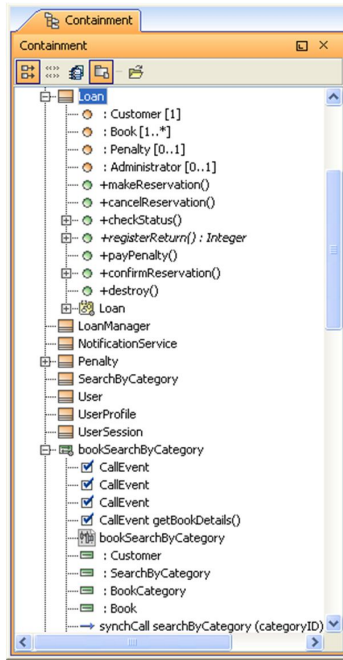 Containment
Containment
Loan
: Customer [1]
: Book [1..*]
: Penalty [0..1]
: Administrator [0..1]
+makeReservation()
+cancelReservation()
+checkStatus()
+registerReturn() : Integer
+payPenalty()
+confirmReservation()
+destroy()
Loan
LoanManager
NotificationService
Penalty
SearchByCategory
User
UserProfile
UserSession
bookSearchByCategory
CallEvent
CallEvent
CallEvent
CallEvent getBookDetails()
bookSearchByCategory
: Customer
: SearchByCategory
: BookCategory
: Book
synchCall searchByCategory (categoryID)